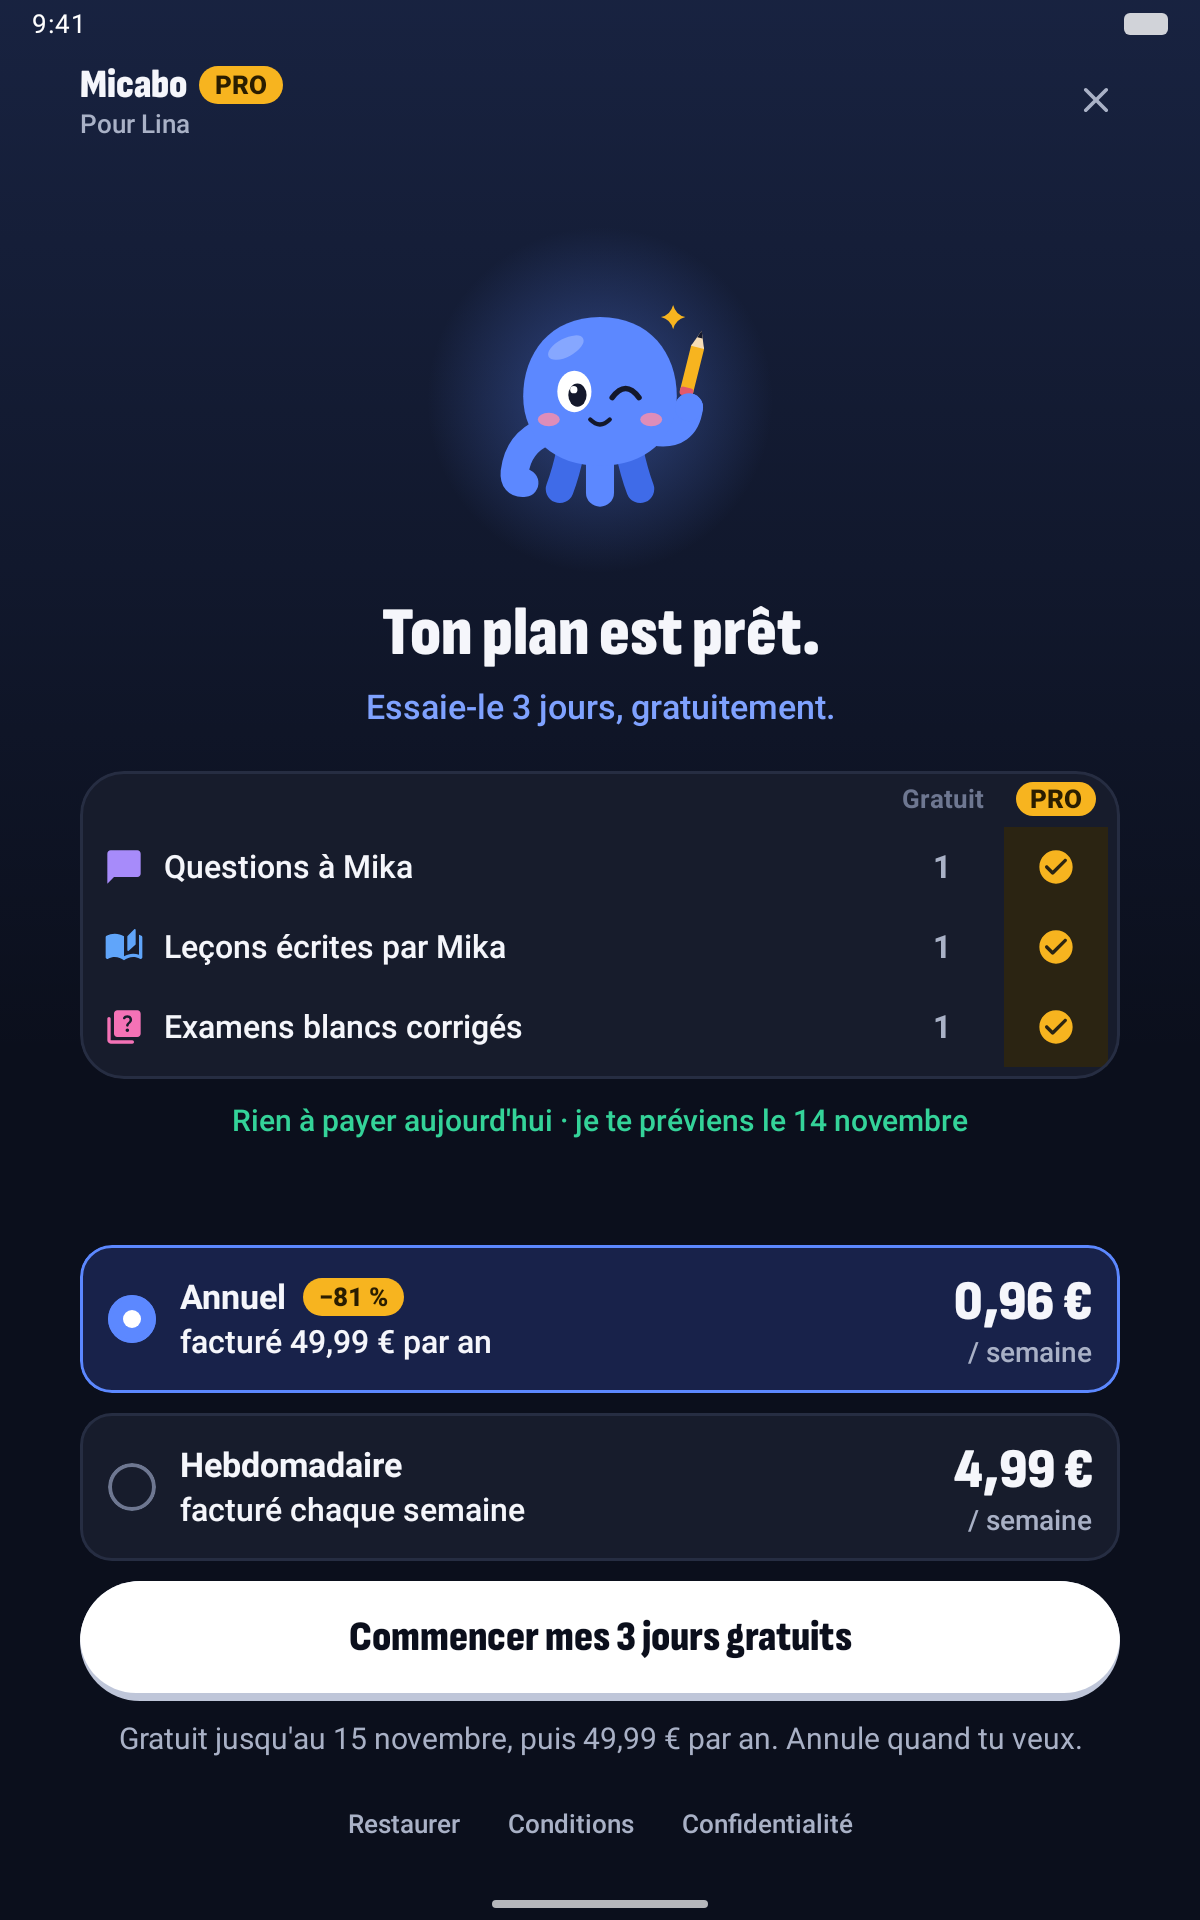 9:41
Micabo PRO
Pour Lina
Ton plan est prêt.
Essaie-le 3 jours, gratuitement.
Gratuit PRO
Questions à Mika 1
Leçons écrites par Mika 1
Examens blancs corrigés 1
Rien à payer aujourd'hui · je te préviens le 14 novembre
Annuel −81 % 0,96 €
facturé 49,99 € par an / semaine
Hebdomadaire 4,99 €
facturé chaque semaine / semaine
Commencer mes 3 jours gratuits
Gratuit jusqu'au 15 novembre, puis 49,99 € par an. Annule quand tu veux.
Restaurer Conditions Confidentialité